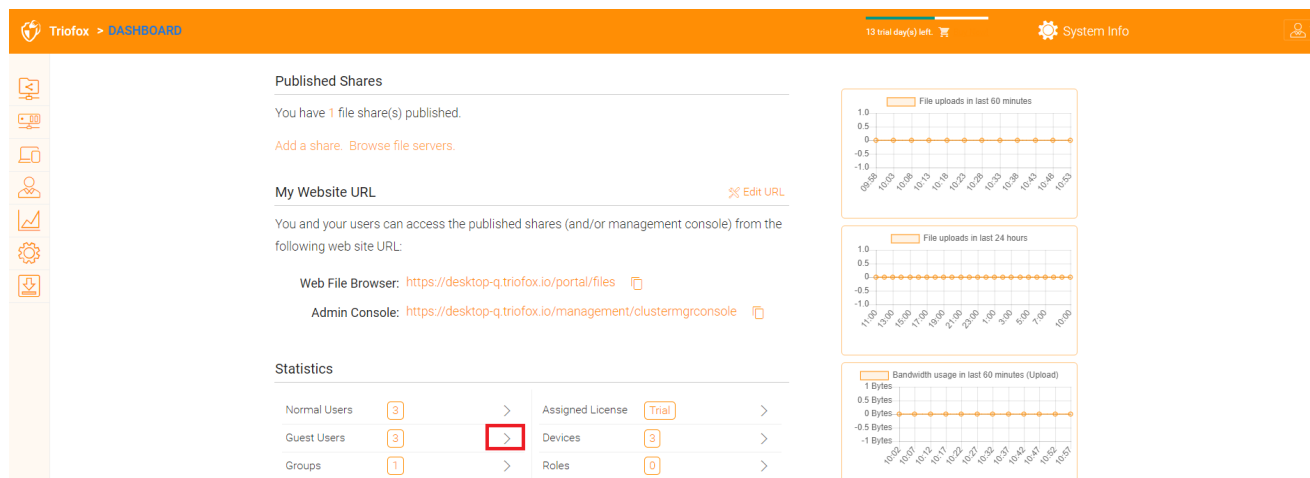 Triofox > DASHBOARD
13 trial day(s) left.
System Info
Published Shares
You have 1 file share(s) published.
Add a share. Browse file servers.
My Website URL
Edit URL
You and your users can access the published shares (and/or management console) from the
following web site URL:
Web File Browser: https://desktop-q.triofox.io/portal/files
Admin Console: https://desktop-q.triofox.io/management/clustermgrconsole
Statistics
Normal Users 3 Assigned License Trial
Guest Users 3 Devices 3
Groups 1 Roles 0
File uploads in last 60 minutes
1.0
0.5
0
-0.5
-1.0
09:58 10:03 10:08 10:13 10:18 10:23 10:28 10:33 10:38 10:43 10:48 10:53
File uploads in last 24 hours
1.0
0.5
0
-0.5
-1.0
11:00 13:00 15:00 17:00 19:00 21:00 23:00 1:00 3:00 5:00 7:00 10:00
Bandwidth usage in last 60 minutes (Upload)
1 Bytes
0.5 Bytes
0 Bytes
-0.5 Bytes
-1 Bytes
10:02 10:07 10:12 10:17 10:22 10:27 10:32 10:37 10:42 10:47 10:52 10:57